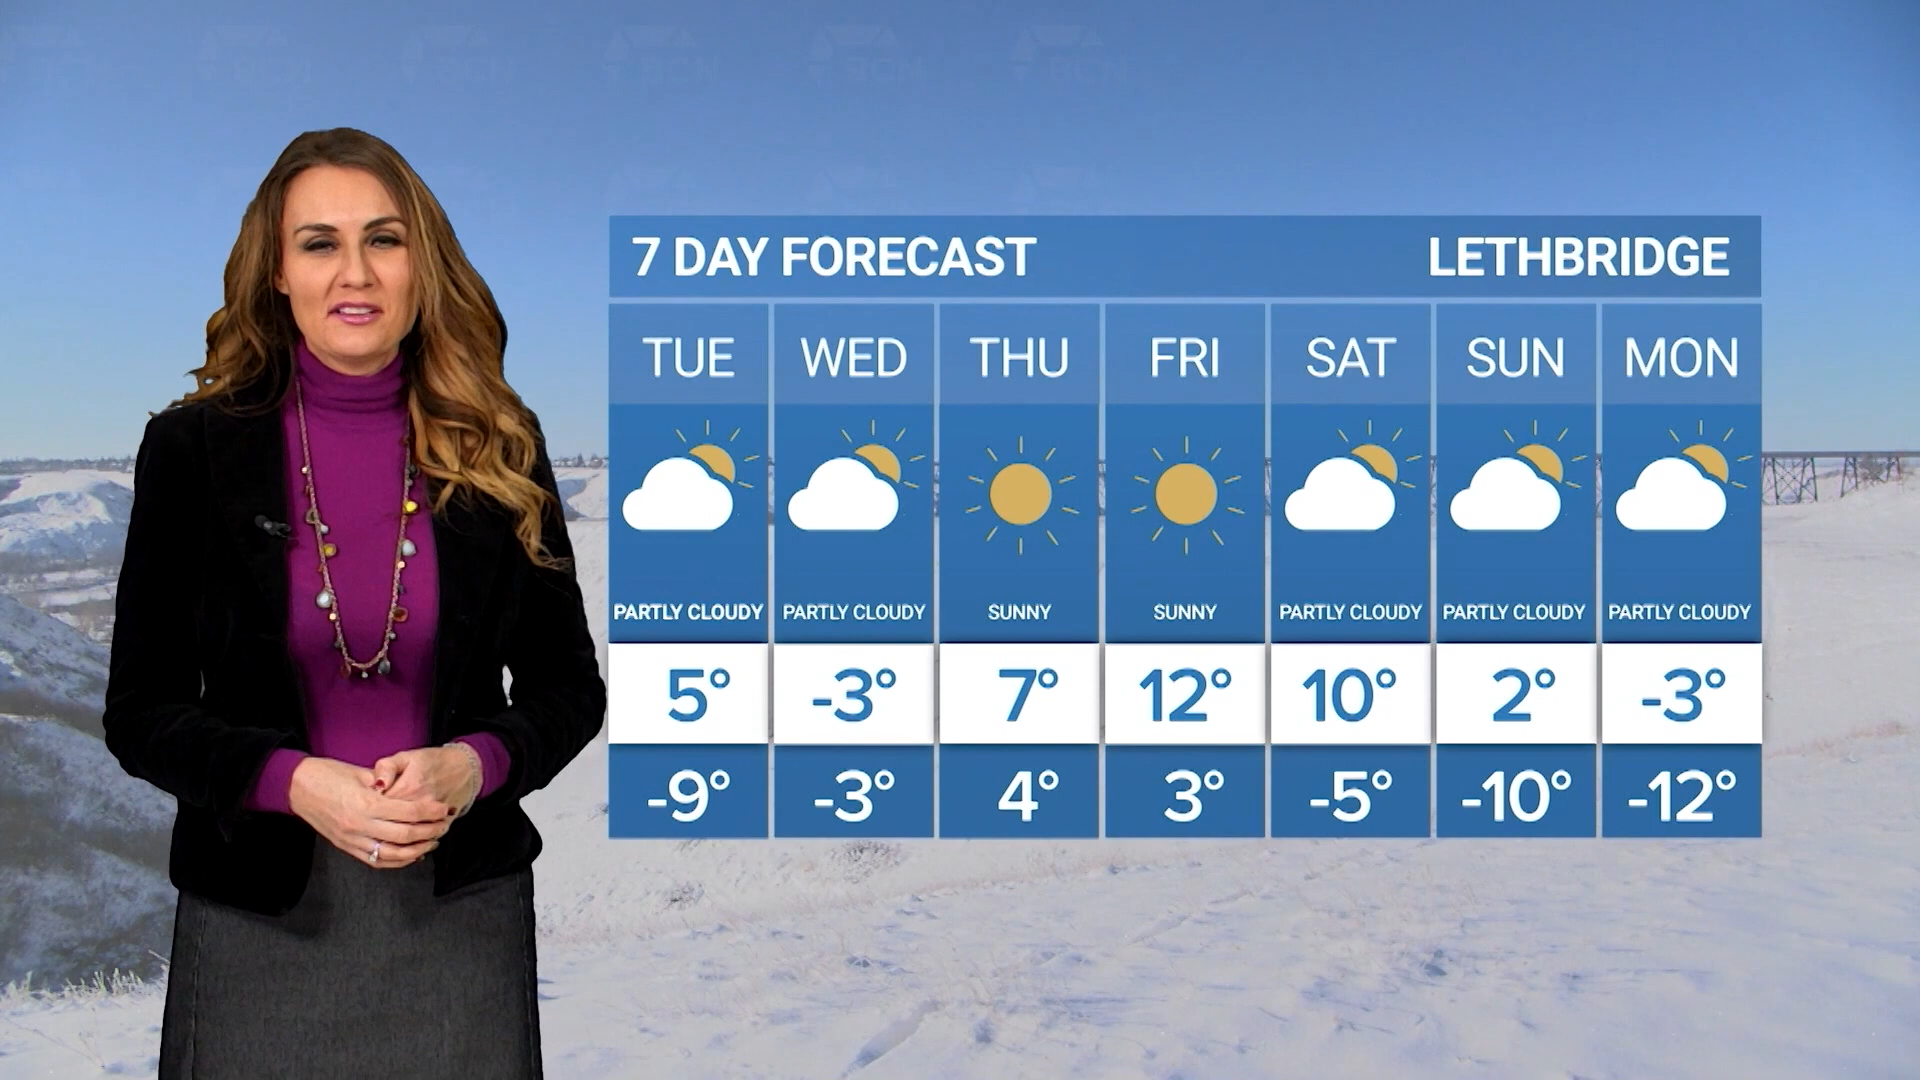 7 DAY FORECAST LETHBRIDGE
TUE WED THU FRI SAT SUN MON
PARTLY CLOUDY PARTLY CLOUDY SUNNY SUNNY PARTLY CLOUDY PARTLY CLOUDY PARTLY CLOUDY
5° -3° 7° 12° 10° 2° -3°
-9° -3° 4° 3° -5° -10° -12°